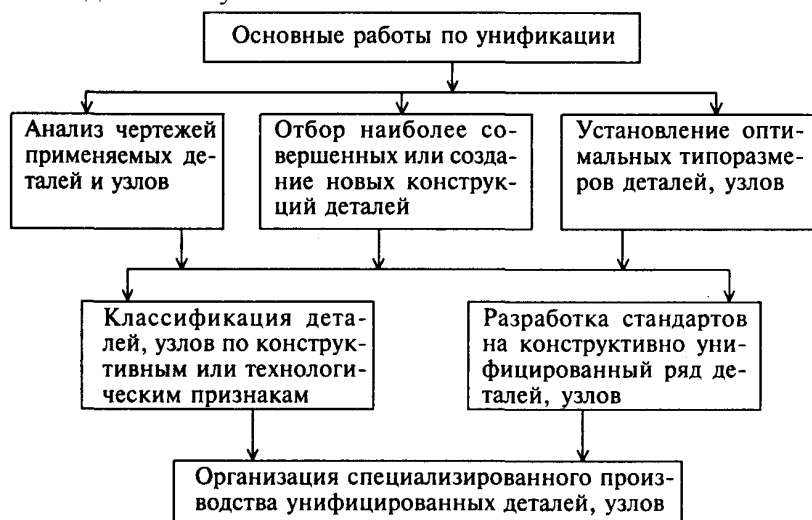 Основные работы по унификации
Анализ чертежей
применяемых де-
талей и узлов
Отбор наиболее со-
вершенных или созда-
ние новых конструк-
ций деталей
Установление опти-
мальных типоразме-
ров деталей, узлов
Классификация дета-
лей, узлов по конструк-
тивным или технологи-
ческим признакам
Разработка стандартов
на конструктивно уни-
фицированный ряд де-
талей, узлов
Организация специализированного произ-
водства унифицированных деталей, узлов